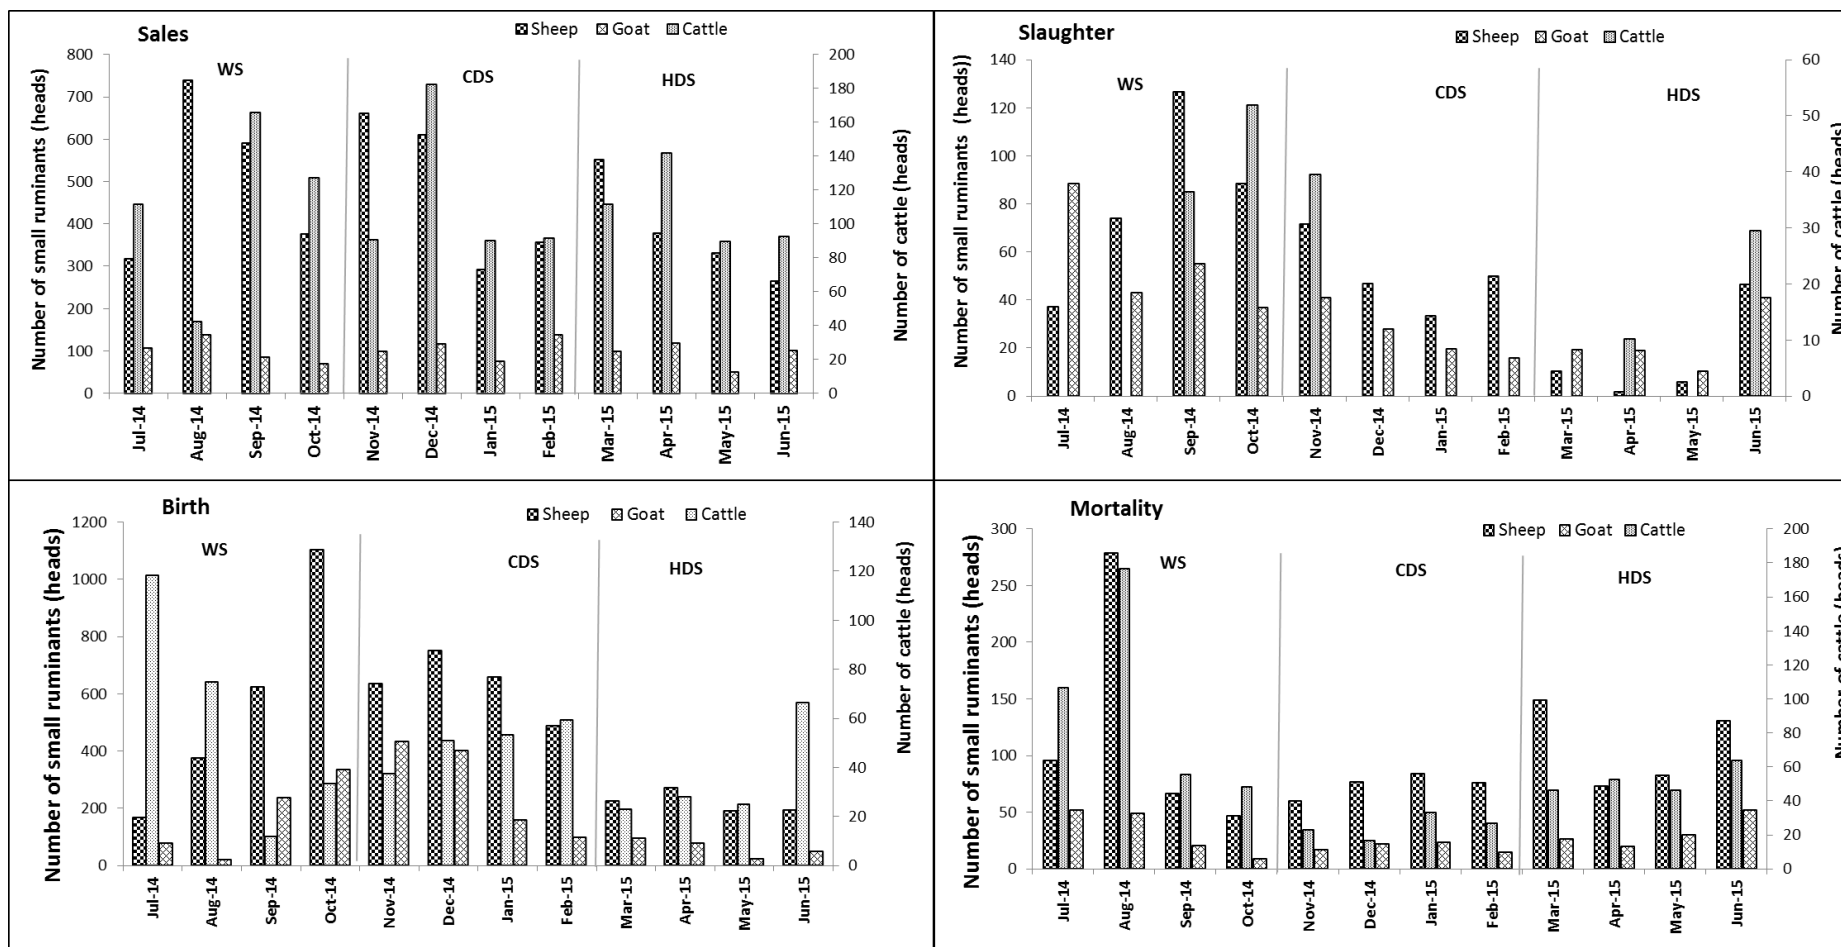 Sales
Sheep Goat Cattle
WS
CDS
HDS
Number of small ruminants (heads)
800
700
600
500
400
300
200
100
0
200
180
160
140
120
100
80
60
40
20
0
Number of cattle (heads)
Jul-14 Aug-14 Sep-14 Oct-14 Nov-14 Dec-14 Jan-15 Feb-15 Mar-15 Apr-15 May-15 Jun-15
Slaughter
Sheep Goat Cattle
WS
CDS
HDS
Number of small ruminants (heads))
140
120
100
80
60
40
20
0
60
50
40
30
20
10
0
Number of cattle (heads)
Jul-14 Aug-14 Sep-14 Oct-14 Nov-14 Dec-14 Jan-15 Feb-15 Mar-15 Apr-15 May-15 Jun-15
Birth
Sheep Goat Cattle
WS
CDS
HDS
Number of small ruminants (heads)
1200
1000
800
600
400
200
0
140
120
100
80
60
40
20
0
Number of cattle (heads)
Jul-14 Aug-14 Sep-14 Oct-14 Nov-14 Dec-14 Jan-15 Feb-15 Mar-15 Apr-15 May-15 Jun-15
Mortality
Sheep Goat Cattle
WS
CDS
HDS
Number of small ruminants (heads)
300
250
200
150
100
50
0
200
180
160
140
120
100
80
60
40
20
0
Number of cattle (heads)
Jul-14 Aug-14 Sep-14 Oct-14 Nov-14 Dec-14 Jan-15 Feb-15 Mar-15 Apr-15 May-15 Jun-15